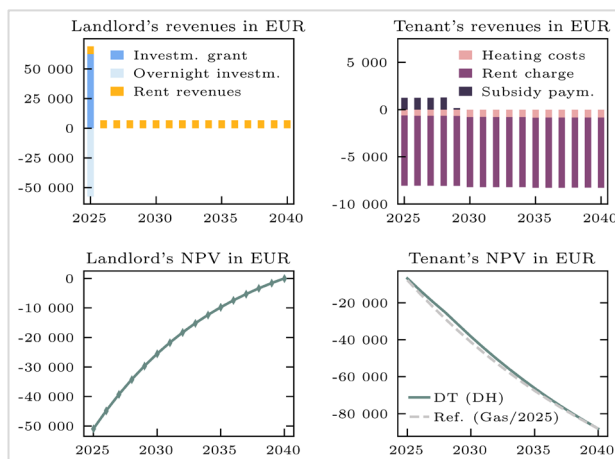 Landlord's revenues in EUR
50 000
25 000
0
-25 000
-50 000
Investm. grant
Overnight investm.
Rent revenues
2025 2030 2035 2040
Tenant's revenues in EUR
Heating costs
Rent charge
Subsidy paym.
0
-5 000
-10 000
2025 2030 2035 2040
Landlord's NPV in EUR
0
-10 000
-20 000
-30 000
-40 000
-50 000
2025 2030 2035 2040
Tenant's NPV in EUR
-20 000
-40 000
-60 000
-80 000
DT (DH)
Ref. (Gas/2025)
2025 2030 2035 2040